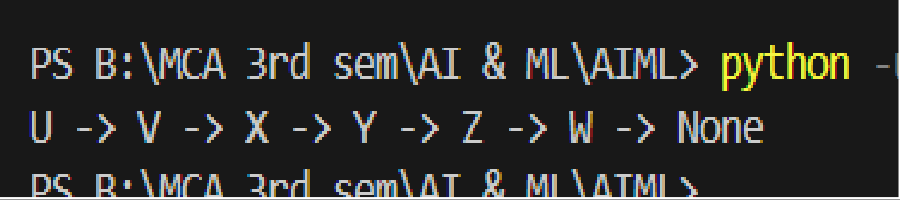 PS B:\MCA 3rd sem\AI & ML\AIML> python
U -> V -> X -> Y -> Z -> W -> None
PS B:\MCA 3rd sem\AI & ML\AIML>